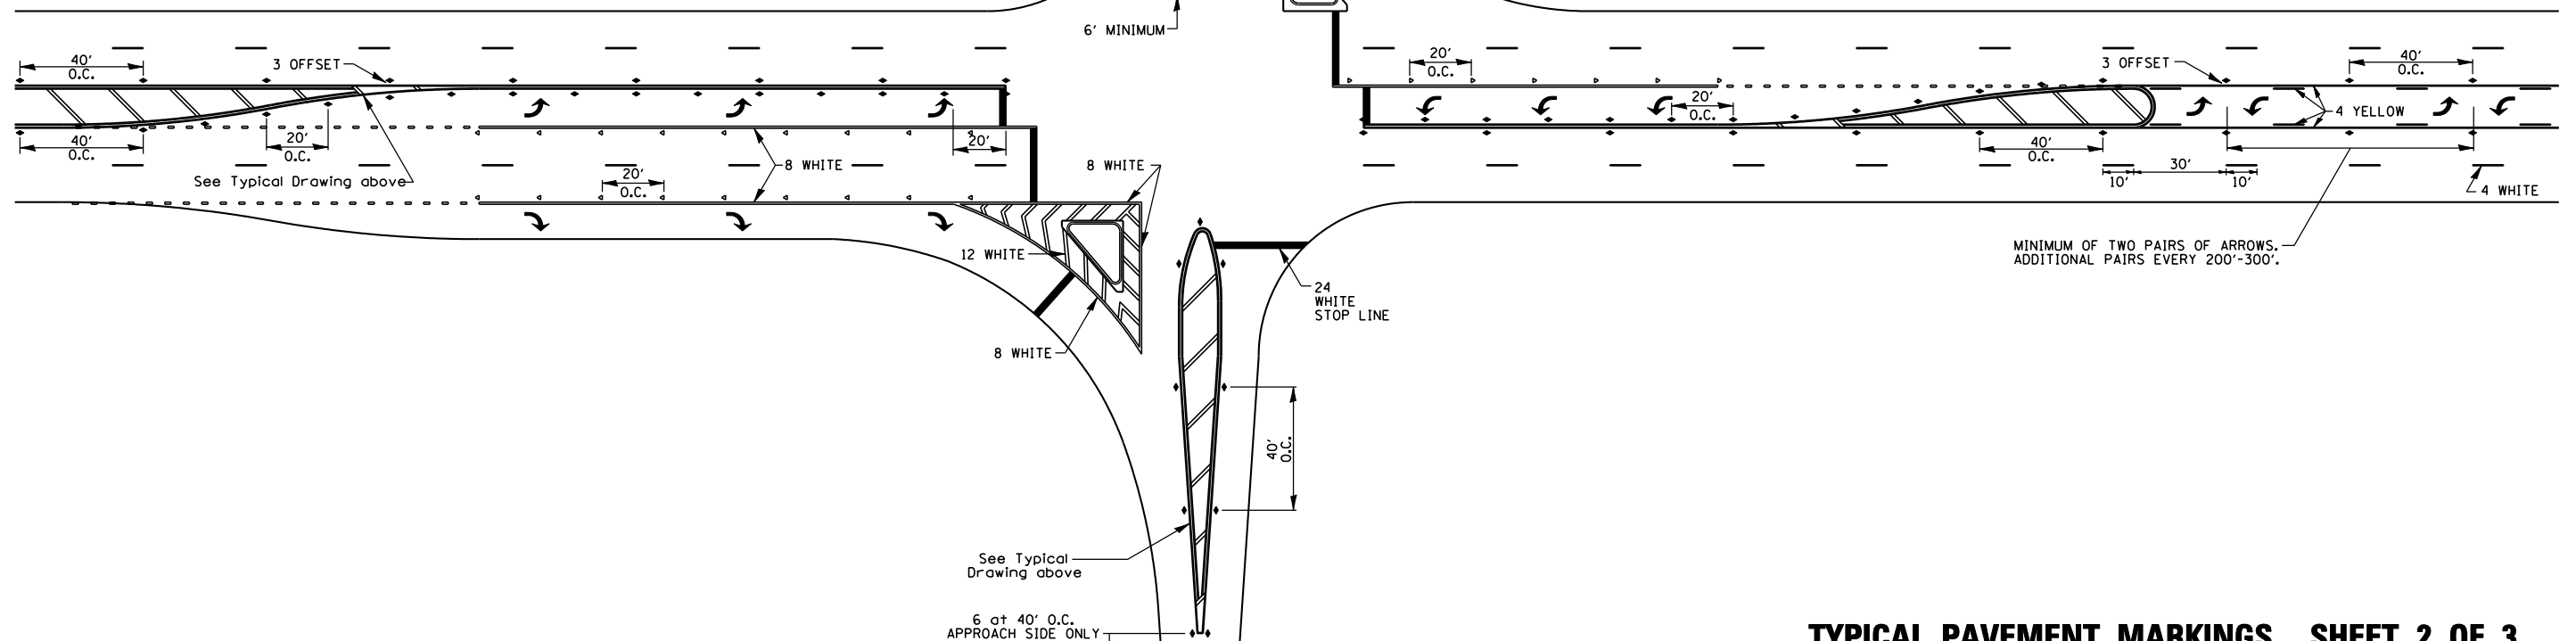 6' MINIMUM
40'
O.C.
3 OFFSET
20'
O.C.
3 OFFSET
40'
O.C.
20'
O.C.
4 YELLOW
40'
O.C.
20'
O.C.
20'
40'
O.C.
See Typical Drawing above
20'
O.C.
8 WHITE
8 WHITE
10'
30'
10'
4 WHITE
12 WHITE
MINIMUM OF TWO PAIRS OF ARROWS.
ADDITIONAL PAIRS EVERY 200'-300'.
24
WHITE
STOP LINE
8 WHITE
40'
O.C.
See Typical
Drawing above
6 at 40' O.C.
APPROACH SIDE ONLY
TYPICAL PAVEMENT MARKINGS SHEET 2 OF 3